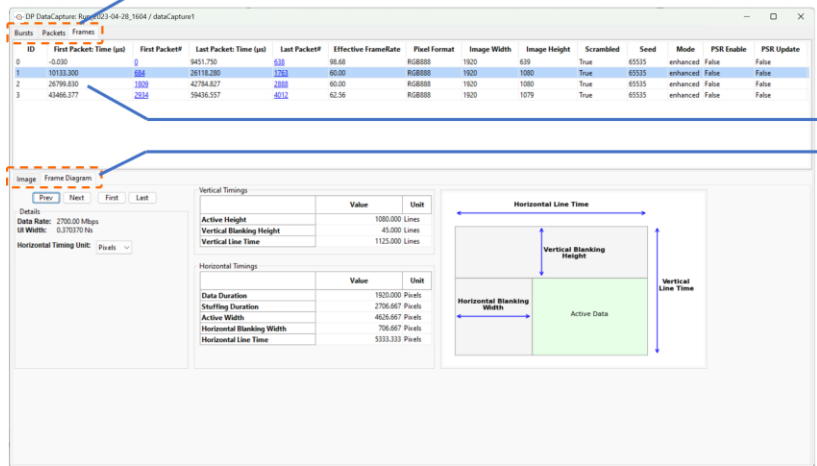 DP DataCapture: Run 2023-04-28_1604 / dataCapture1
Bursts Packets Frames
ID First Packet: Time (µs) First Packet# Last Packet: Time (µs) Last Packet# Effective FrameRate Pixel Format Image Width Image Height Scrambled Seed Mode PSR Enable PSR Update
0 -0.030 0 9451.750 638 98.68 RGB888 1920 639 True 65535 enhanced False False
1 10133.300 684 26118.280 1763 60.00 RGB888 1920 1080 True 65535 enhanced False False
2 26799.830 1809 42784.827 2888 60.00 RGB888 1920 1080 True 65535 enhanced False False
3 43466.377 2934 59436.557 4012 62.56 RGB888 1920 1079 True 65535 enhanced False False
Image Frame Diagram
Prev Next First Last
Details
Data Rate: 2700.00 Mbps
UI Width: 0.370370 Ns
Horizontal Timing Unit: Pixels
Vertical Timings
Value Unit
Active Height 1080.000 Lines
Vertical Blanking Height 45.000 Lines
Vertical Line Time 1125.000 Lines
Horizontal Timings
Value Unit
Data Duration 1920.000 Pixels
Stuffing Duration 2706.667 Pixels
Active Width 4626.667 Pixels
Horizontal Blanking Width 706.667 Pixels
Horizontal Line Time 5333.333 Pixels
Horizontal Line Time
Vertical Blanking
Height
Vertical
Line Time
Horizontal Blanking
Width
Active Data